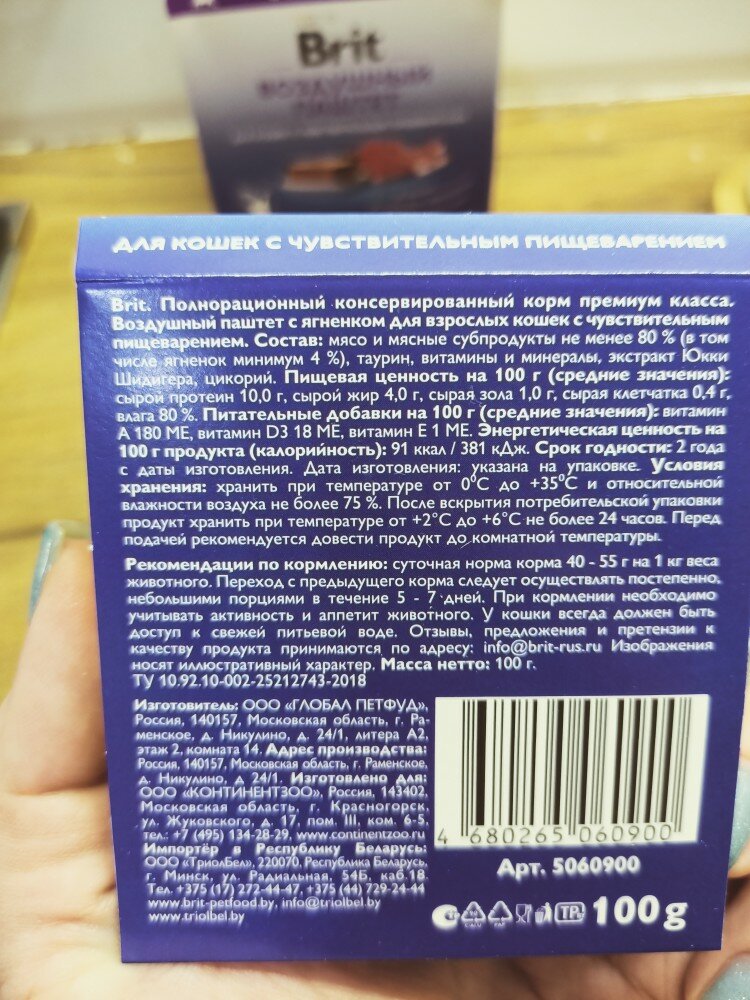 Brit
ВОЗДУШНЫЙ
ПАШТЕТ
ДЛЯ КОШЕК С ЧУВСТВИТЕЛЬНЫМ ПИЩЕВАРЕНИЕМ
Brit. Полнорационный консервированный корм премиум класса.
Воздушный паштет с ягненком для взрослых кошек с чувствительным
пищеварением. Состав: мясо и мясные субпродукты не менее 80 % (в том
числе ягненок минимум 4 %), таурин, витамины и минералы, экстракт Юкки
Шидигера, цикорий. Пищевая ценность на 100 г (средние значения):
сырой протеин 10,0 г, сырой жир 4,0 г, сырая зола 1,0 г, сырая клетчатка 0,4 г,
влага 80 %. Питательные добавки на 100 г (средние значения): витамин
А 180 МЕ, витамин D3 18 МЕ, витамин Е 1 МЕ. Энергетическая ценность на
100 г продукта (калорийность): 91 ккал / 381 кДж. Срок годности: 2 года
с даты изготовления. Дата изготовления: указана на упаковке. Условия
хранения: хранить при температуре от 0°С до +35°С и относительной
влажности воздуха не более 75 %. После вскрытия потребительской упаковки
продукт хранить при температуре от +2°С до +6°С не более 24 часов. Перед
подачей рекомендуется довести продукт до комнатной температуры.
Рекомендации по кормлению: суточная норма корма 40 - 55 г на 1 кг веса
животного. Переход с предыдущего корма следует осуществлять постепенно,
небольшими порциями в течение 5 - 7 дней. При кормлении необходимо
учитывать активность и аппетит животного. У кошки всегда должен быть
доступ к свежей питьевой воде. Отзывы, предложения и претензии к
качеству продукта принимаются по адресу: info@brit-rus.ru Изображения
носят иллюстративный характер. Масса нетто: 100 г.
ТУ 10.92.10-002-25212743-2018
Изготовитель: ООО «ГЛОБАЛ ПЕТФУД»,
Россия, 140157, Московская область, г. Ра-
менское, д. Никулино, д. 24/1, литера А2,
этаж 2, комната 14. Адрес производства:
Россия, 140157, Московская область, г. Раменское,
д. Никулино, д. 24/1. Изготовлено для:
ООО «КОНТИНЕНТЗОО», Россия, 143402,
Московская область, г. Красногорск,
ул. Жуковского, д. 17, пом. III, ком. 6-5,
тел.: +7 (495) 134-28-29, www.continentzoo.ru
Импортёр в Республику Беларусь:
ООО «ТриолБел», 220070, Республика Беларусь,
г. Минск, ул. Радиальная, 54Б, каб.18
Тел. +375 (17) 272-44-47, +375 (44) 729-24-44
www.brit-petfood.by, info@triolbel.by
www.triolbel.by
4 680265 060900
Арт. 5060900
100 g